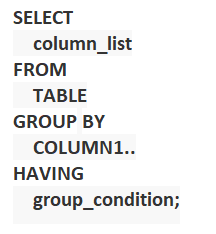 SELECT
column_list
FROM
TABLE
GROUP BY
COLUMN1..
HAVING
group_condition;